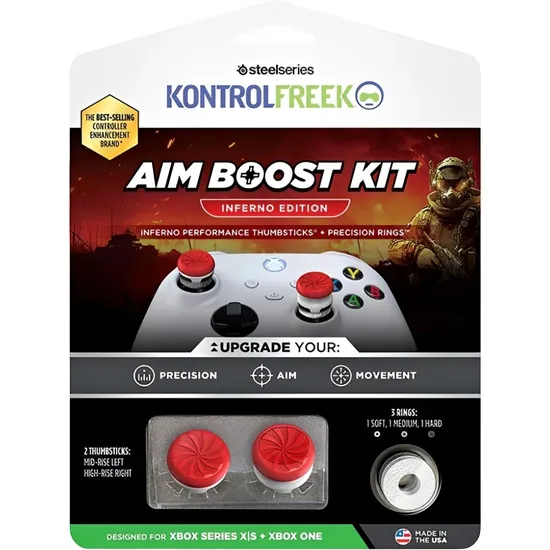 steelseries
KONTROLFREEK
THE BEST-SELLING
CONTROLLER
ENHANCEMENT
BRAND*
AIM BOOST KIT
INFERNO EDITION
INFERNO PERFORMANCE THUMBSTICKS® + PRECISION RINGS™
Y
X
B
A
UPGRADE YOUR:
PRECISION
AIM
MOVEMENT
2 THUMBSTICKS:
MID-RISE LEFT
HIGH-RISE RIGHT
3 RINGS:
1 SOFT, 1 MEDIUM, 1 HARD
DESIGNED FOR XBOX SERIES X|S + XBOX ONE
MADE IN
THE USA